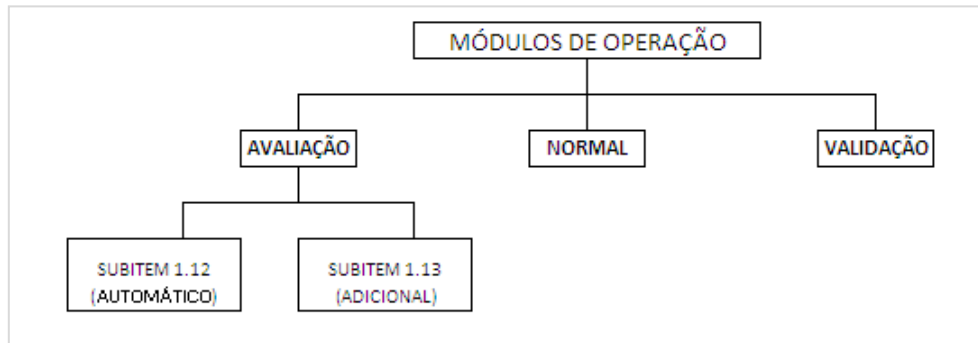 MÓDULOS DE OPERAÇÃO
AVALIAÇÃO
NORMAL
VALIDAÇÃO
SUBITEM 1.12
(AUTOMÁTICO)
SUBITEM 1.13
(ADICIONAL)